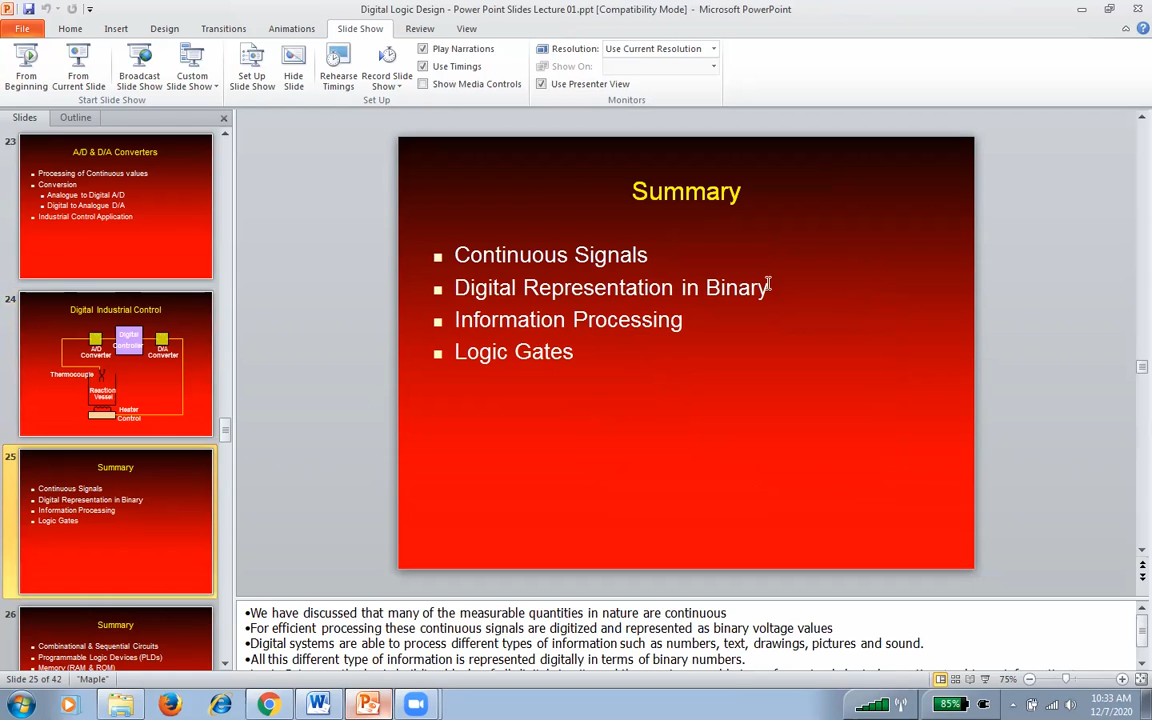 Digital Logic Design - Power Point Slides Lecture 01.ppt [Compatibility Mode] - Microsoft PowerPoint
File Home Insert Design Transitions Animations Slide Show Review View
From Beginning
From Current Slide
Broadcast Slide Show
Custom Slide Show
Start Slide Show
Set Up Slide Show
Hide Slide
Rehearse Timings
Record Slide Show
Play Narrations
Use Timings
Show Media Controls
Set Up
Resolution: Use Current Resolution
Show On:
Use Presenter View
Monitors
Slides Outline
23
A/D & D/A Converters
Processing of Continuous values
Conversion
Analogue to Digital A/D
Digital to Analogue D/A
Industrial Control Application
24
Digital Industrial Control
Digital
Controller
A/D
Converter
D/A
Converter
Thermocouple
Reaction
Vessel
Heater
Control
25
Summary
Continuous Signals
Digital Representation in Binary
Information Processing
Logic Gates
26
Summary
Combinational & Sequential Circuits
Programmable Logic Devices (PLDs)
Memory (RAM & ROM)
Summary
Continuous Signals
Digital Representation in Binary
Information Processing
Logic Gates
•We have discussed that many of the measurable quantities in nature are continuous
•For efficient processing these continuous signals are digitized and represented as binary voltage values
•Digital systems are able to process different types of information such as numbers, text, drawings, pictures and sound.
•All this different type of information is represented digitally in terms of binary numbers.
Slide 25 of 42 "Maple" 75%
85%
10:33 AM
12/7/2020